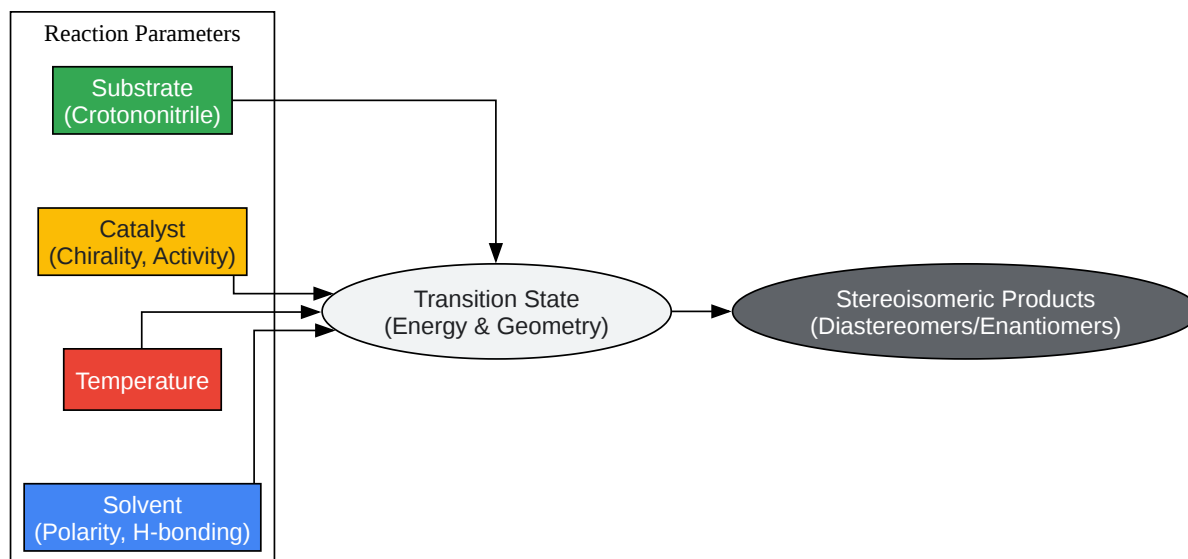 Reaction Parameters
Substrate
(Crotononitrile)
Catalyst
(Chirality, Activity)
Temperature
Solvent
(Polarity, H-bonding)
Transition State
(Energy & Geometry)
Stereoisomeric Products
(Diastereomers/Enantiomers)